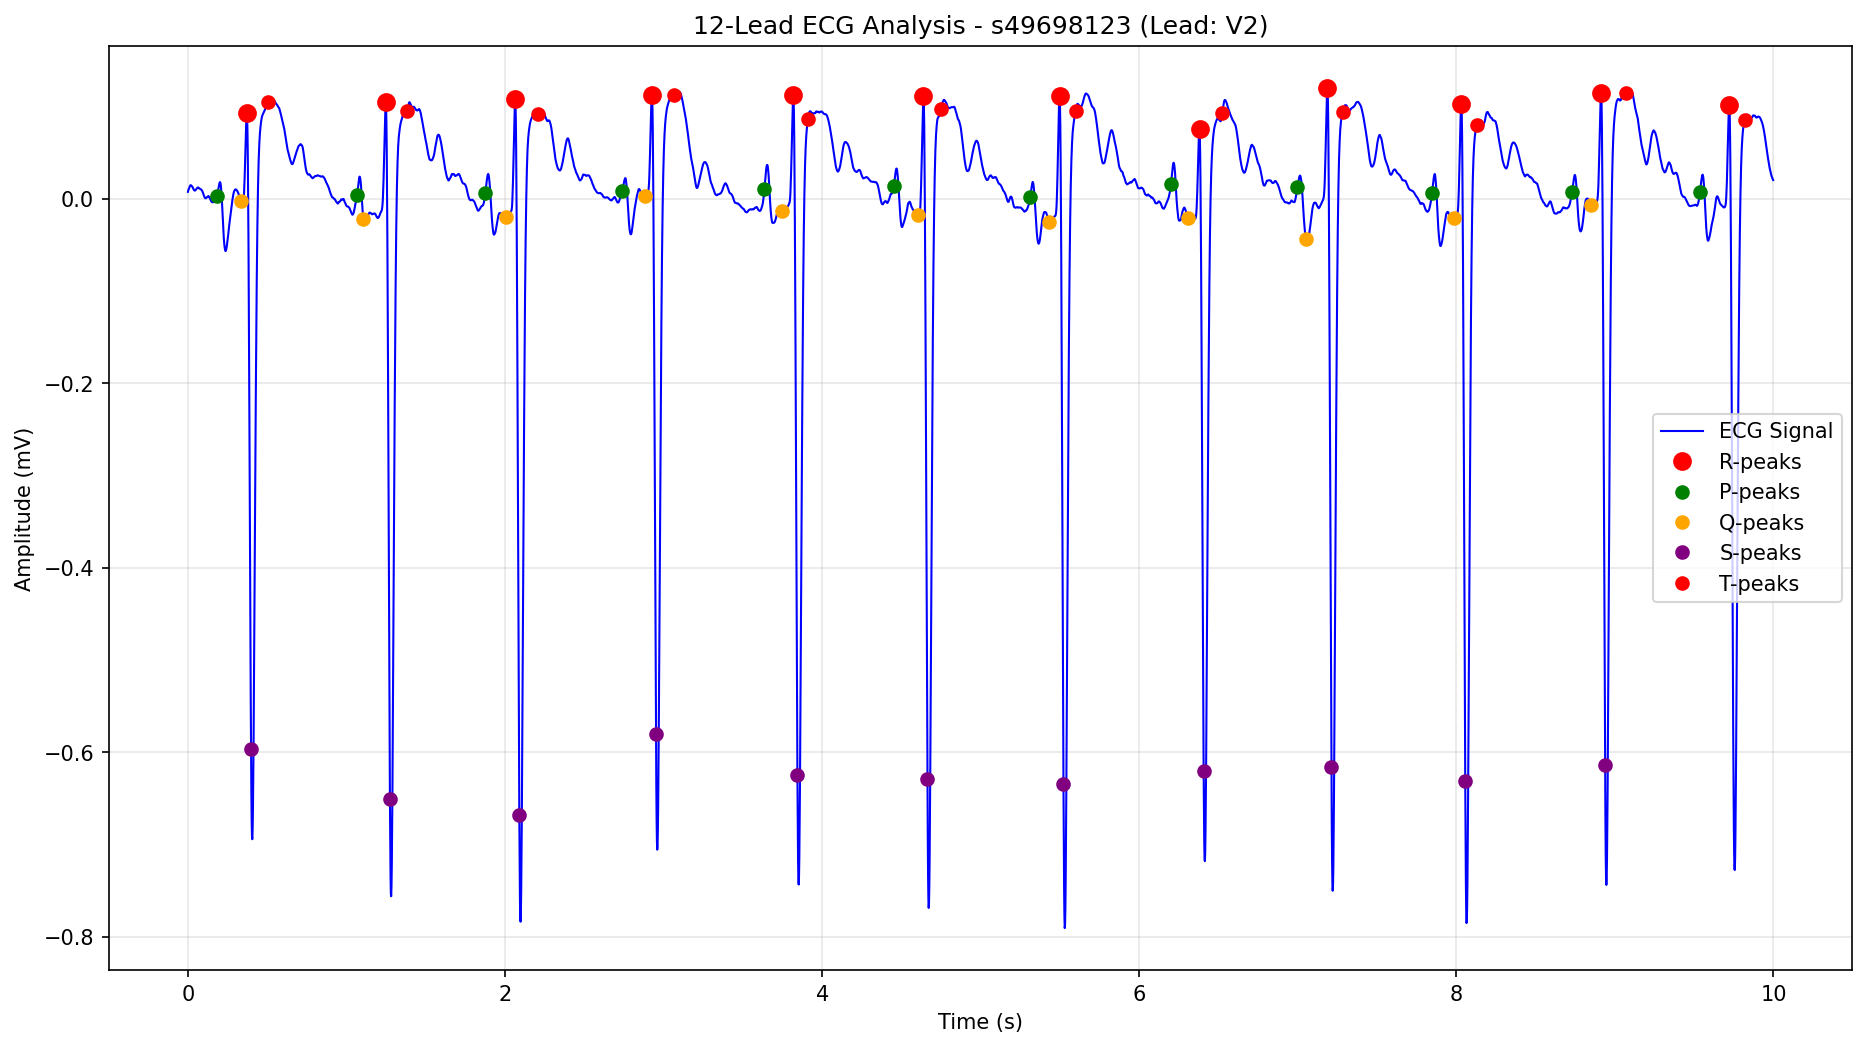 12-Lead ECG Analysis - s49698123 (Lead: V2)
Amplitude (mV)
0.0
−0.2
−0.4
−0.6
−0.8
ECG Signal
R-peaks
P-peaks
Q-peaks
S-peaks
T-peaks
0 2 4 6 8 10
Time (s)